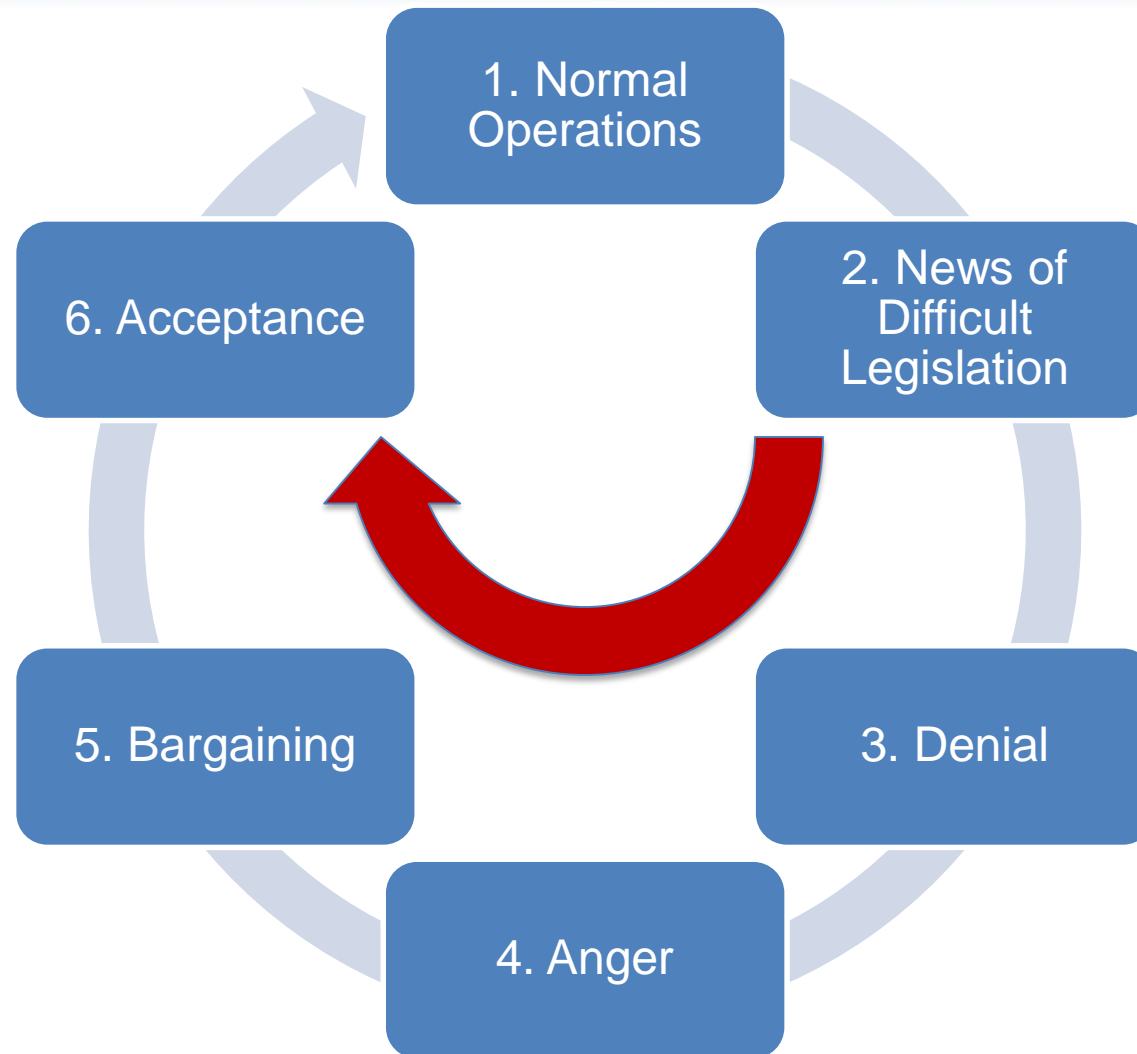 1. Normal
Operations
2. News of
Difficult
Legislation
3. Denial
4. Anger
5. Bargaining
6. Acceptance